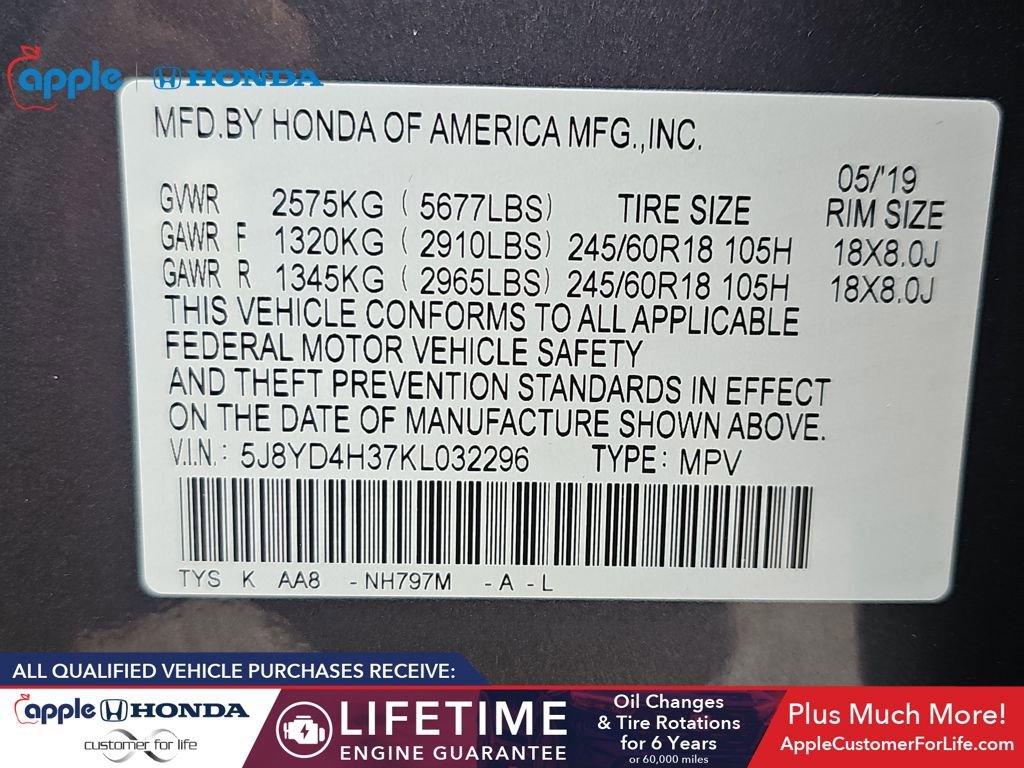 apple HONDA
MFD.BY HONDA OF AMERICA MFG.,INC.
05/'19
GVWR 2575KG ( 5677LBS) TIRE SIZE RIM SIZE
GAWR F 1320KG ( 2910LBS) 245/60R18 105H 18X8.0J
GAWR R 1345KG ( 2965LBS) 245/60R18 105H 18X8.0J
THIS VEHICLE CONFORMS TO ALL APPLICABLE
FEDERAL MOTOR VEHICLE SAFETY
AND THEFT PREVENTION STANDARDS IN EFFECT
ON THE DATE OF MANUFACTURE SHOWN ABOVE.
V.I.N.: 5J8YD4H37KL032296 TYPE: MPV
TYS K AA8 - NH797M - A - L
ALL QUALIFIED VEHICLE PURCHASES RECEIVE:
apple HONDA
customer for life
LIFETIME
ENGINE GUARANTEE
Oil Changes
& Tire Rotations
for 6 Years
or 60,000 miles
Plus Much More!
AppleCustomerForLife.com